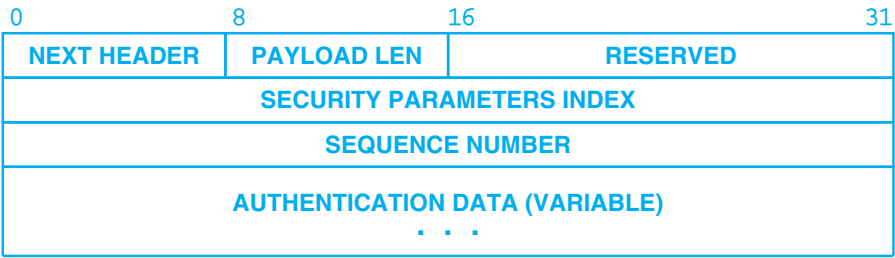 0 8 16 31
NEXT HEADER PAYLOAD LEN RESERVED
SECURITY PARAMETERS INDEX
SEQUENCE NUMBER
AUTHENTICATION DATA (VARIABLE)
. . .